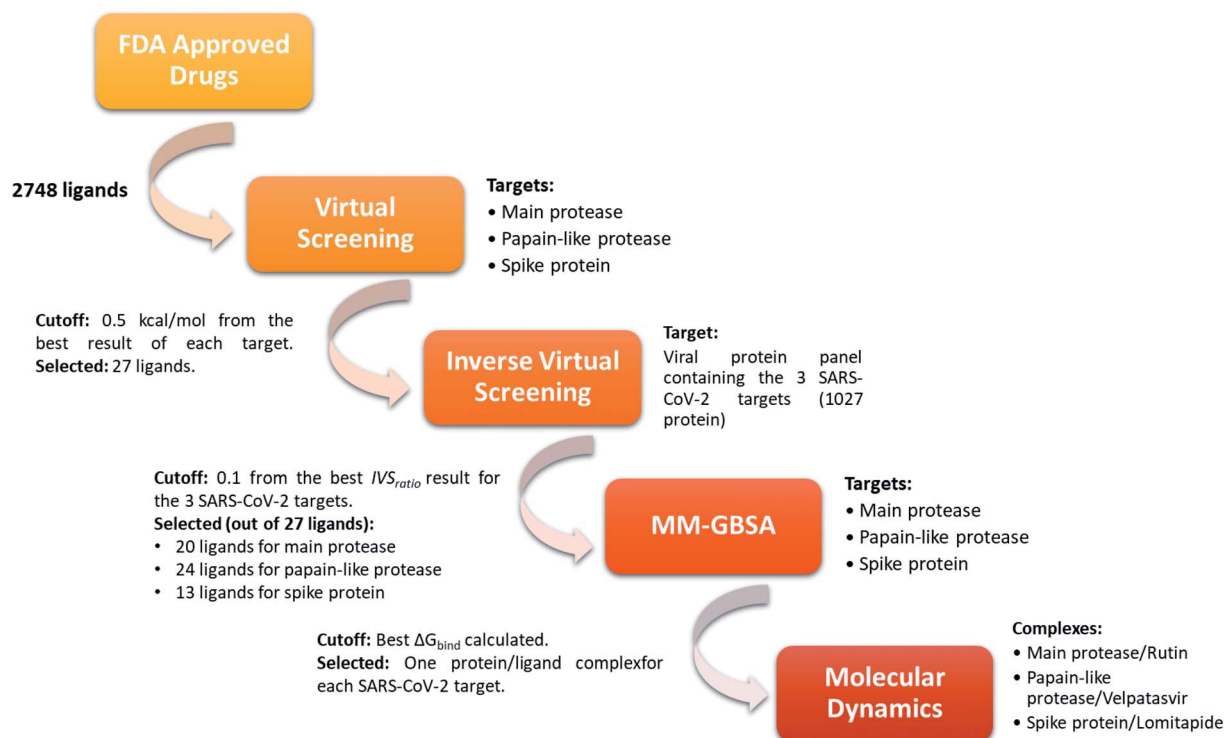 FDA Approved
Drugs
2748 ligands
Virtual
Screening
Targets:
• Main protease
• Papain-like protease
• Spike protein
Cutoff: 0.5 kcal/mol from the
best result of each target.
Selected: 27 ligands.
Inverse Virtual
Screening
Target:
Viral protein panel
containing the 3 SARS-
CoV-2 targets (1027
protein)
Cutoff: 0.1 from the best IVSratio result for
the 3 SARS-CoV-2 targets.
Selected (out of 27 ligands):
• 20 ligands for main protease
• 24 ligands for papain-like protease
• 13 ligands for spike protein
MM-GBSA
Targets:
• Main protease
• Papain-like protease
• Spike protein
Cutoff: Best ΔGbind calculated.
Selected: One protein/ligand complexfor
each SARS-CoV-2 target.
Molecular
Dynamics
Complexes:
• Main protease/Rutin
• Papain-like
protease/Velpatasvir
• Spike protein/Lomitapide